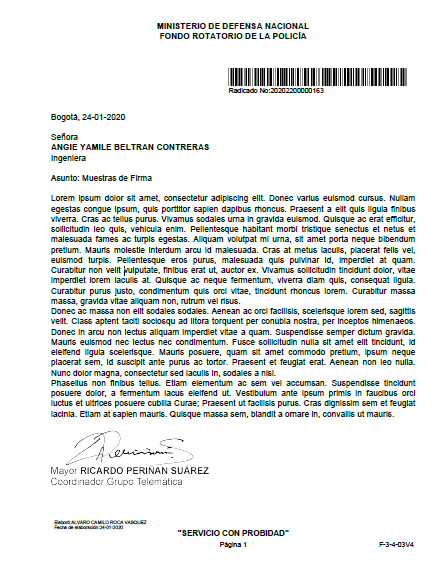 MINISTERIO DE DEFENSA NACIONAL
FONDO ROTATORIO DE LA POLICÍA
Radicado No:20202200000163
Bogotá, 24-01-2020
Señora
ANGIE YAMILE BELTRAN CONTRERAS
Ingeniera
Asunto: Muestras de Firma
Lorem ipsum dolor sit amet, consectetur adipiscing elit. Donec varius euismod cursus. Nullam
egestas congue ipsum, quis porttitor sapien dapibus rhoncus. Praesent a elit quis ligula finibus
viverra. Cras ac tellus purus. Vivamus sodales urna in gravida euismod. Quisque ac erat efficitur,
sollicitudin leo quis, vehicula enim. Pellentesque habitant morbi tristique senectus et netus et
malesuada fames ac turpis egestas. Aliquam volutpat mi urna, sit amet porta neque bibendum
pretium. Mauris molestie interdum arcu id malesuada. Cras at metus iaculis, placerat felis vel,
euismod turpis. Pellentesque eros purus, malesuada quis pulvinar id, imperdiet at quam.
Curabitur non velit vulputate, finibus erat ut, auctor ex. Vivamus sollicitudin tincidunt dolor, vitae
imperdiet lorem iaculis at. Quisque ac neque fermentum, viverra diam quis, consequat ligula.
Curabitur purus justo, condimentum quis orci vitae, tincidunt rhoncus lorem. Curabitur massa
massa, gravida vitae aliquam non, rutrum vel risus.
Donec ac massa non elit sodales sodales. Aenean ac orci facilisis, scelerisque lorem sed, sagittis
velit. Class aptent taciti sociosqu ad litora torquent per conubia nostra, per inceptos himenaeos.
Donec in arcu non lectus aliquam imperdiet vitae a quam. Suspendisse semper dictum gravida.
Mauris euismod nec lectus nec condimentum. Fusce sollicitudin nulla sit amet elit tincidunt, id
eleifend ligula scelerisque. Mauris posuere, quam sit amet commodo pretium, ipsum neque
placerat sem, id suscipit ante purus ac tortor. Praesent et feugiat erat. Aenean non leo nulla.
Nunc dolor magna, consectetur sed iaculis in, sodales a nisl.
Phasellus non finibus tellus. Etiam elementum ac sem vel accumsan. Suspendisse tincidunt
posuere dolor, a fermentum lacus eleifend ut. Vestibulum ante ipsum primis in faucibus orci
luctus et ultrices posuere cubilia Curae; Praesent ut facilisis purus. Cras dignissim sem et feugiat
lacinia. Etiam at sapien mauris. Quisque massa sem, blandit a ornare in, convallis ut mauris.
Mayor RICARDO PERIÑAN SUÁREZ
Coordinador Grupo Telemática
Elaboró:ALVARO CAMILO ROCA VASQUEZ
Fecha de elaboración:24-01-2020
"SERVICIO CON PROBIDAD"
Página 1
F-3-4-03V4